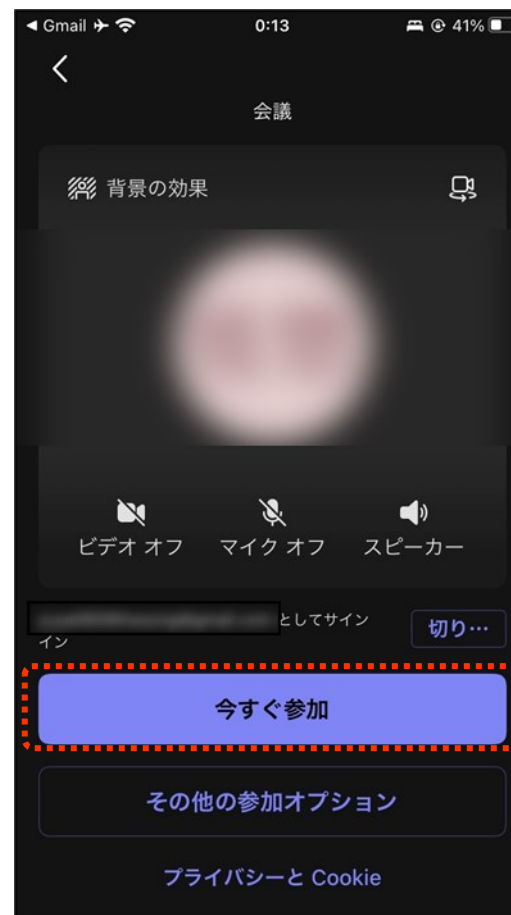 ◀ Gmail 0:13 41%
会議
背景の効果
ビデオ オフ マイク オフ スピーカー
としてサイン
イン
切り…
今すぐ参加
その他の参加オプション
プライバシーと Cookie